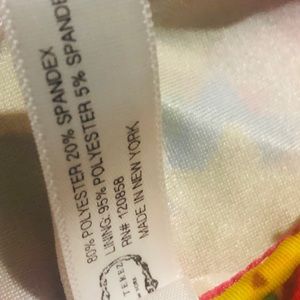 80% POLYESTER 20% SPANDEX
LINING: 95% POLYESTER 5% SPANDEX
RN# 120858
MADE IN NEW YORK